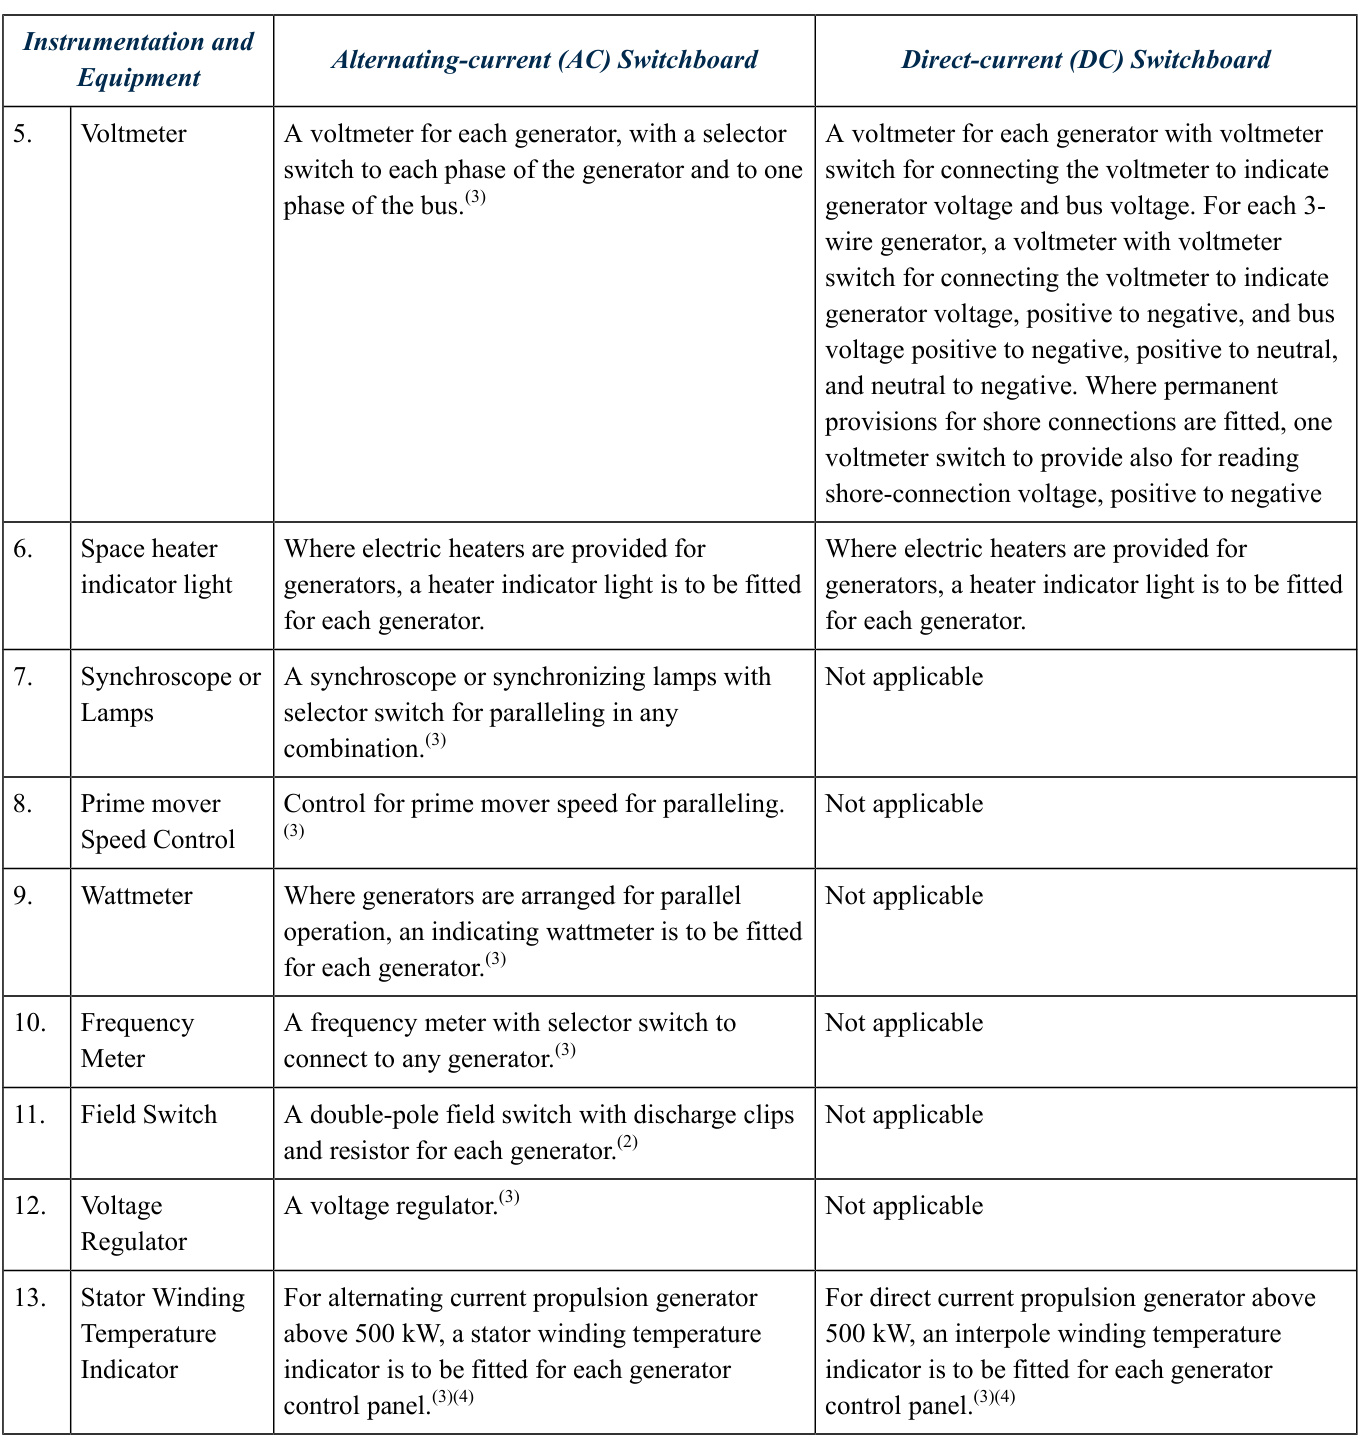 Instrumentation and
Equipment
Alternating-current (AC) Switchboard
Direct-current (DC) Switchboard
5.
Voltmeter
A voltmeter for each generator, with a selector
switch to each phase of the generator and to one
phase of the bus.(3)
A voltmeter for each generator with voltmeter
switch for connecting the voltmeter to indicate
generator voltage and bus voltage. For each 3-
wire generator, a voltmeter with voltmeter
switch for connecting the voltmeter to indicate
generator voltage, positive to negative, and bus
voltage positive to negative, positive to neutral,
and neutral to negative. Where permanent
provisions for shore connections are fitted, one
voltmeter switch to provide also for reading
shore-connection voltage, positive to negative
6.
Space heater
indicator light
Where electric heaters are provided for
generators, a heater indicator light is to be fitted
for each generator.
Where electric heaters are provided for
generators, a heater indicator light is to be fitted
for each generator.
7.
Synchroscope or
Lamps
A synchroscope or synchronizing lamps with
selector switch for paralleling in any
combination.(3)
Not applicable
8.
Prime mover
Speed Control
Control for prime mover speed for paralleling.
(3)
Not applicable
9.
Wattmeter
Where generators are arranged for parallel
operation, an indicating wattmeter is to be fitted
for each generator.(3)
Not applicable
10.
Frequency
Meter
A frequency meter with selector switch to
connect to any generator.(3)
Not applicable
11.
Field Switch
A double-pole field switch with discharge clips
and resistor for each generator.(2)
Not applicable
12.
Voltage
Regulator
A voltage regulator.(3)
Not applicable
13.
Stator Winding
Temperature
Indicator
For alternating current propulsion generator
above 500 kW, a stator winding temperature
indicator is to be fitted for each generator
control panel.(3)(4)
For direct current propulsion generator above
500 kW, an interpole winding temperature
indicator is to be fitted for each generator
control panel.(3)(4)